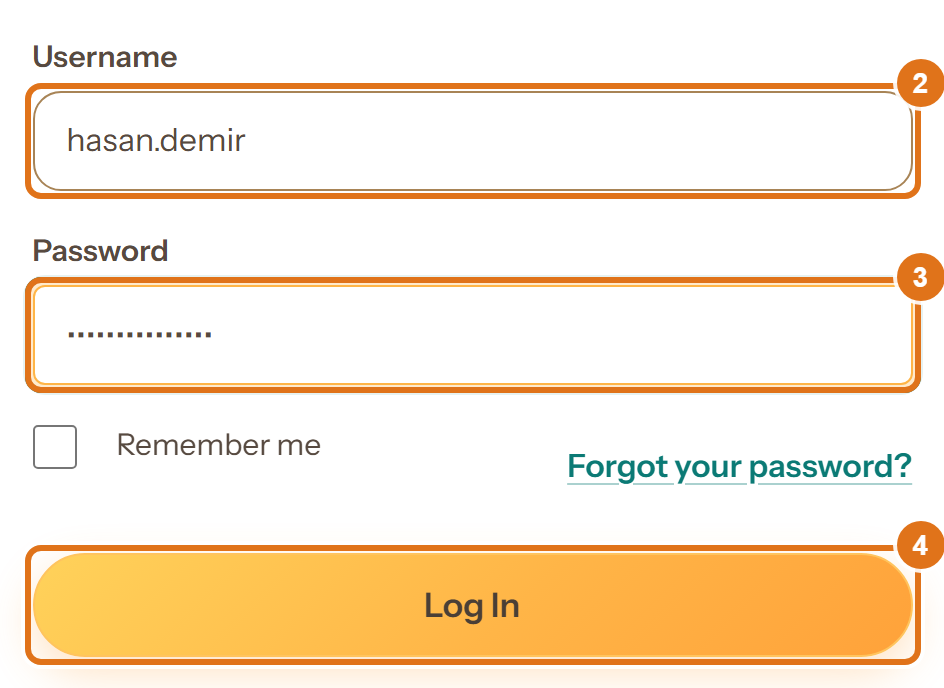 Username
2
hasan.demir
Password
3
•••••••••••••••
Remember me
Forgot your password?
4
Log In